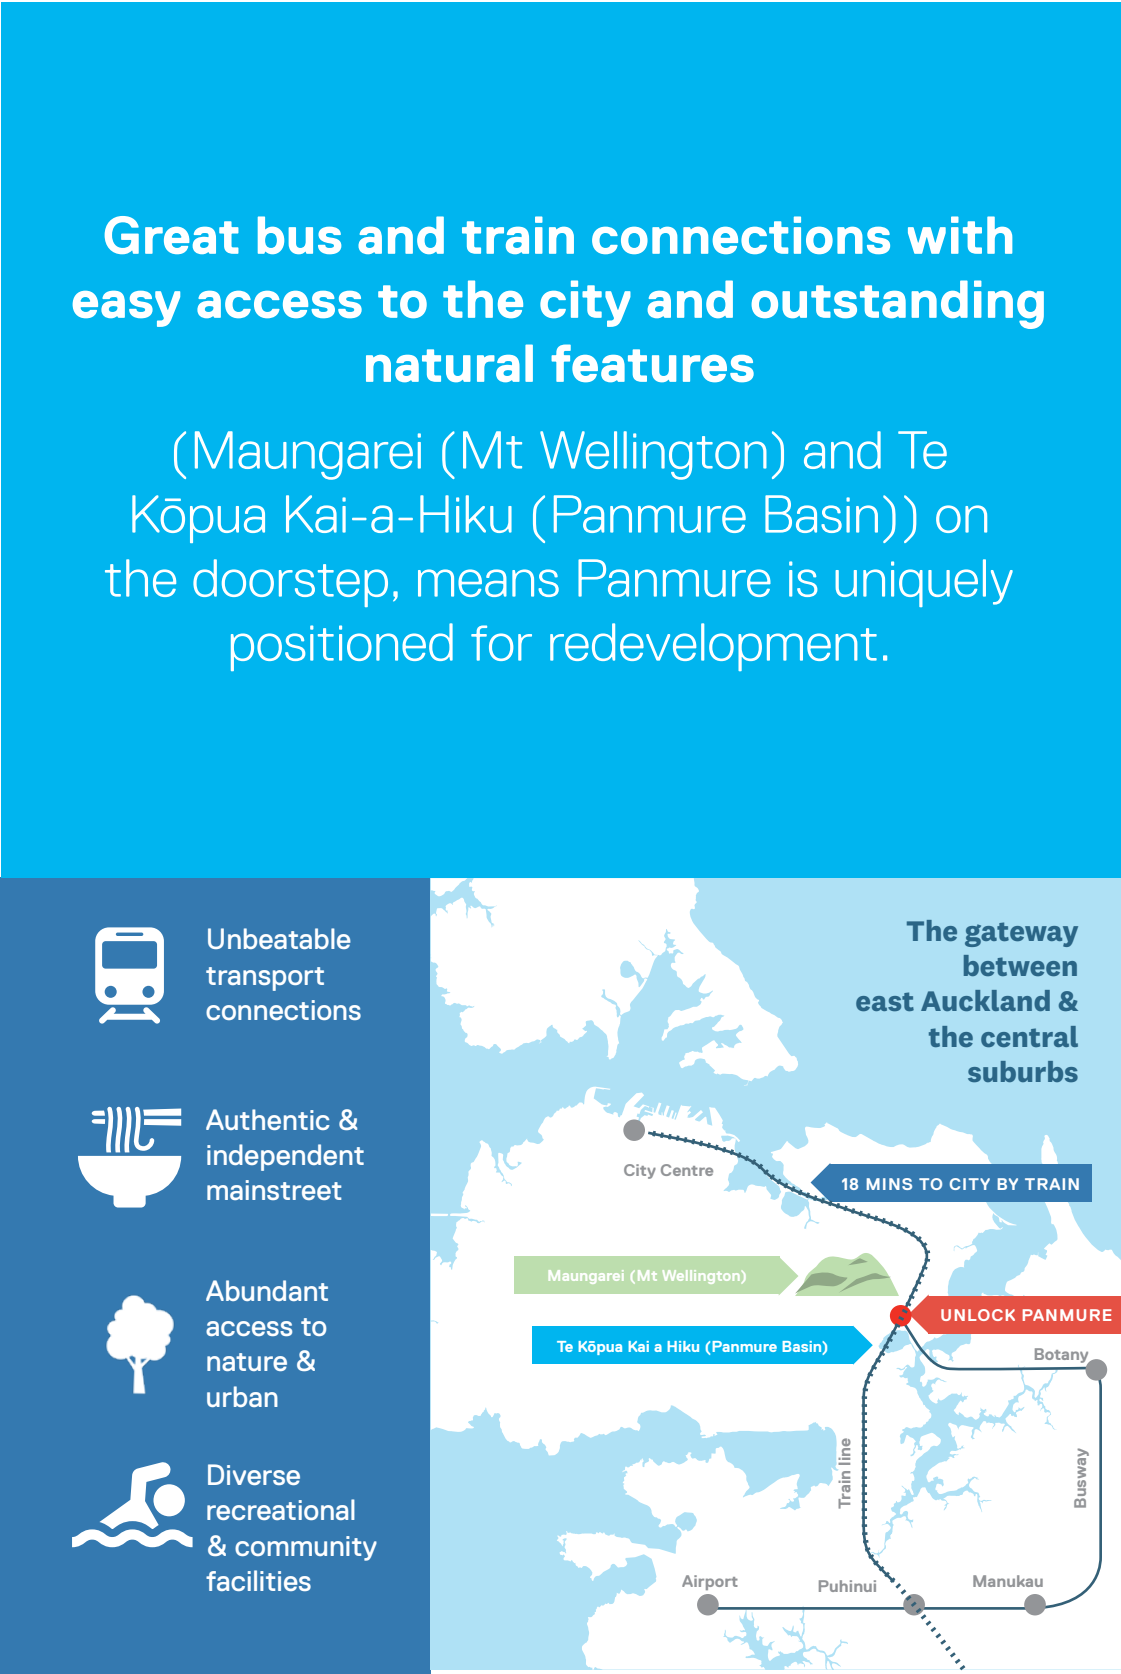 Great bus and train connections with
easy access to the city and outstanding
natural features
(Maungarei (Mt Wellington) and Te
Kōpua Kai-a-Hiku (Panmure Basin)) on
the doorstep, means Panmure is uniquely
positioned for redevelopment.
Unbeatable
transport
connections
Authentic &
independent
mainstreet
Abundant
access to
nature &
urban
Diverse
recreational
& community
facilities
The gateway
between
east Auckland &
the central
suburbs
City Centre
18 MINS TO CITY BY TRAIN
Maungarei (Mt Wellington)
UNLOCK PANMURE
Te Kōpua Kai a Hiku (Panmure Basin)
Botany
Train line
Busway
Airport
Puhinui
Manukau